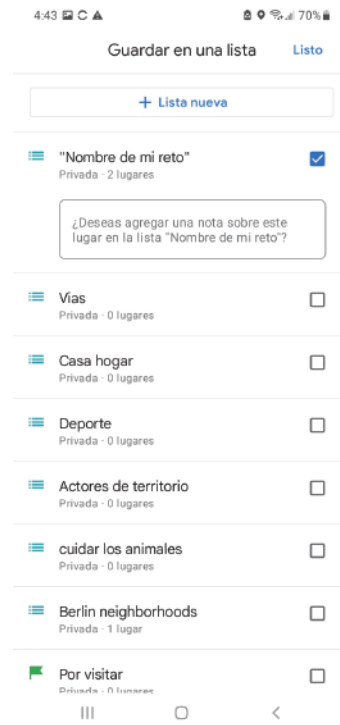 4:43 70%
Guardar en una lista Listo
+ Lista nueva
"Nombre de mi reto"
Privada · 2 lugares
¿Deseas agregar una nota sobre este
lugar en la lista "Nombre de mi reto"?
Vias
Privada · 0 lugares
Casa hogar
Privada · 0 lugares
Deporte
Privada · 0 lugares
Actores de territorio
Privada · 0 lugares
cuidar los animales
Privada · 0 lugares
Berlin neighborhoods
Privada · 1 lugar
Por visitar
Privada · 0 lugares